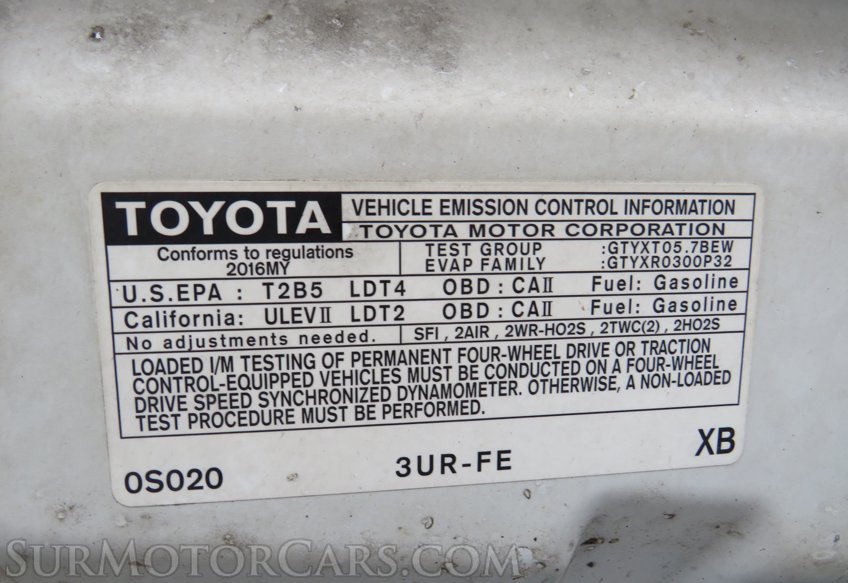 TOYOTA
VEHICLE EMISSION CONTROL INFORMATION
TOYOTA MOTOR CORPORATION
Conforms to regulations
2016MY
TEST GROUP :GTYXT05.7BEW
EVAP FAMILY :GTYXR0300P32
U.S.EPA : T2B5 LDT4 OBD : CAII Fuel: Gasoline
California: ULEVII LDT2 OBD : CAII Fuel: Gasoline
No adjustments needed. SFI , 2AIR , 2WR-HO2S , 2TWC(2) , 2HO2S
LOADED I/M TESTING OF PERMANENT FOUR-WHEEL DRIVE OR TRACTION
CONTROL-EQUIPPED VEHICLES MUST BE CONDUCTED ON A FOUR-WHEEL
DRIVE SPEED SYNCHRONIZED DYNAMOMETER. OTHERWISE, A NON-LOADED
TEST PROCEDURE MUST BE PERFORMED.
0S020 3UR-FE XB
SurMotorCars.com